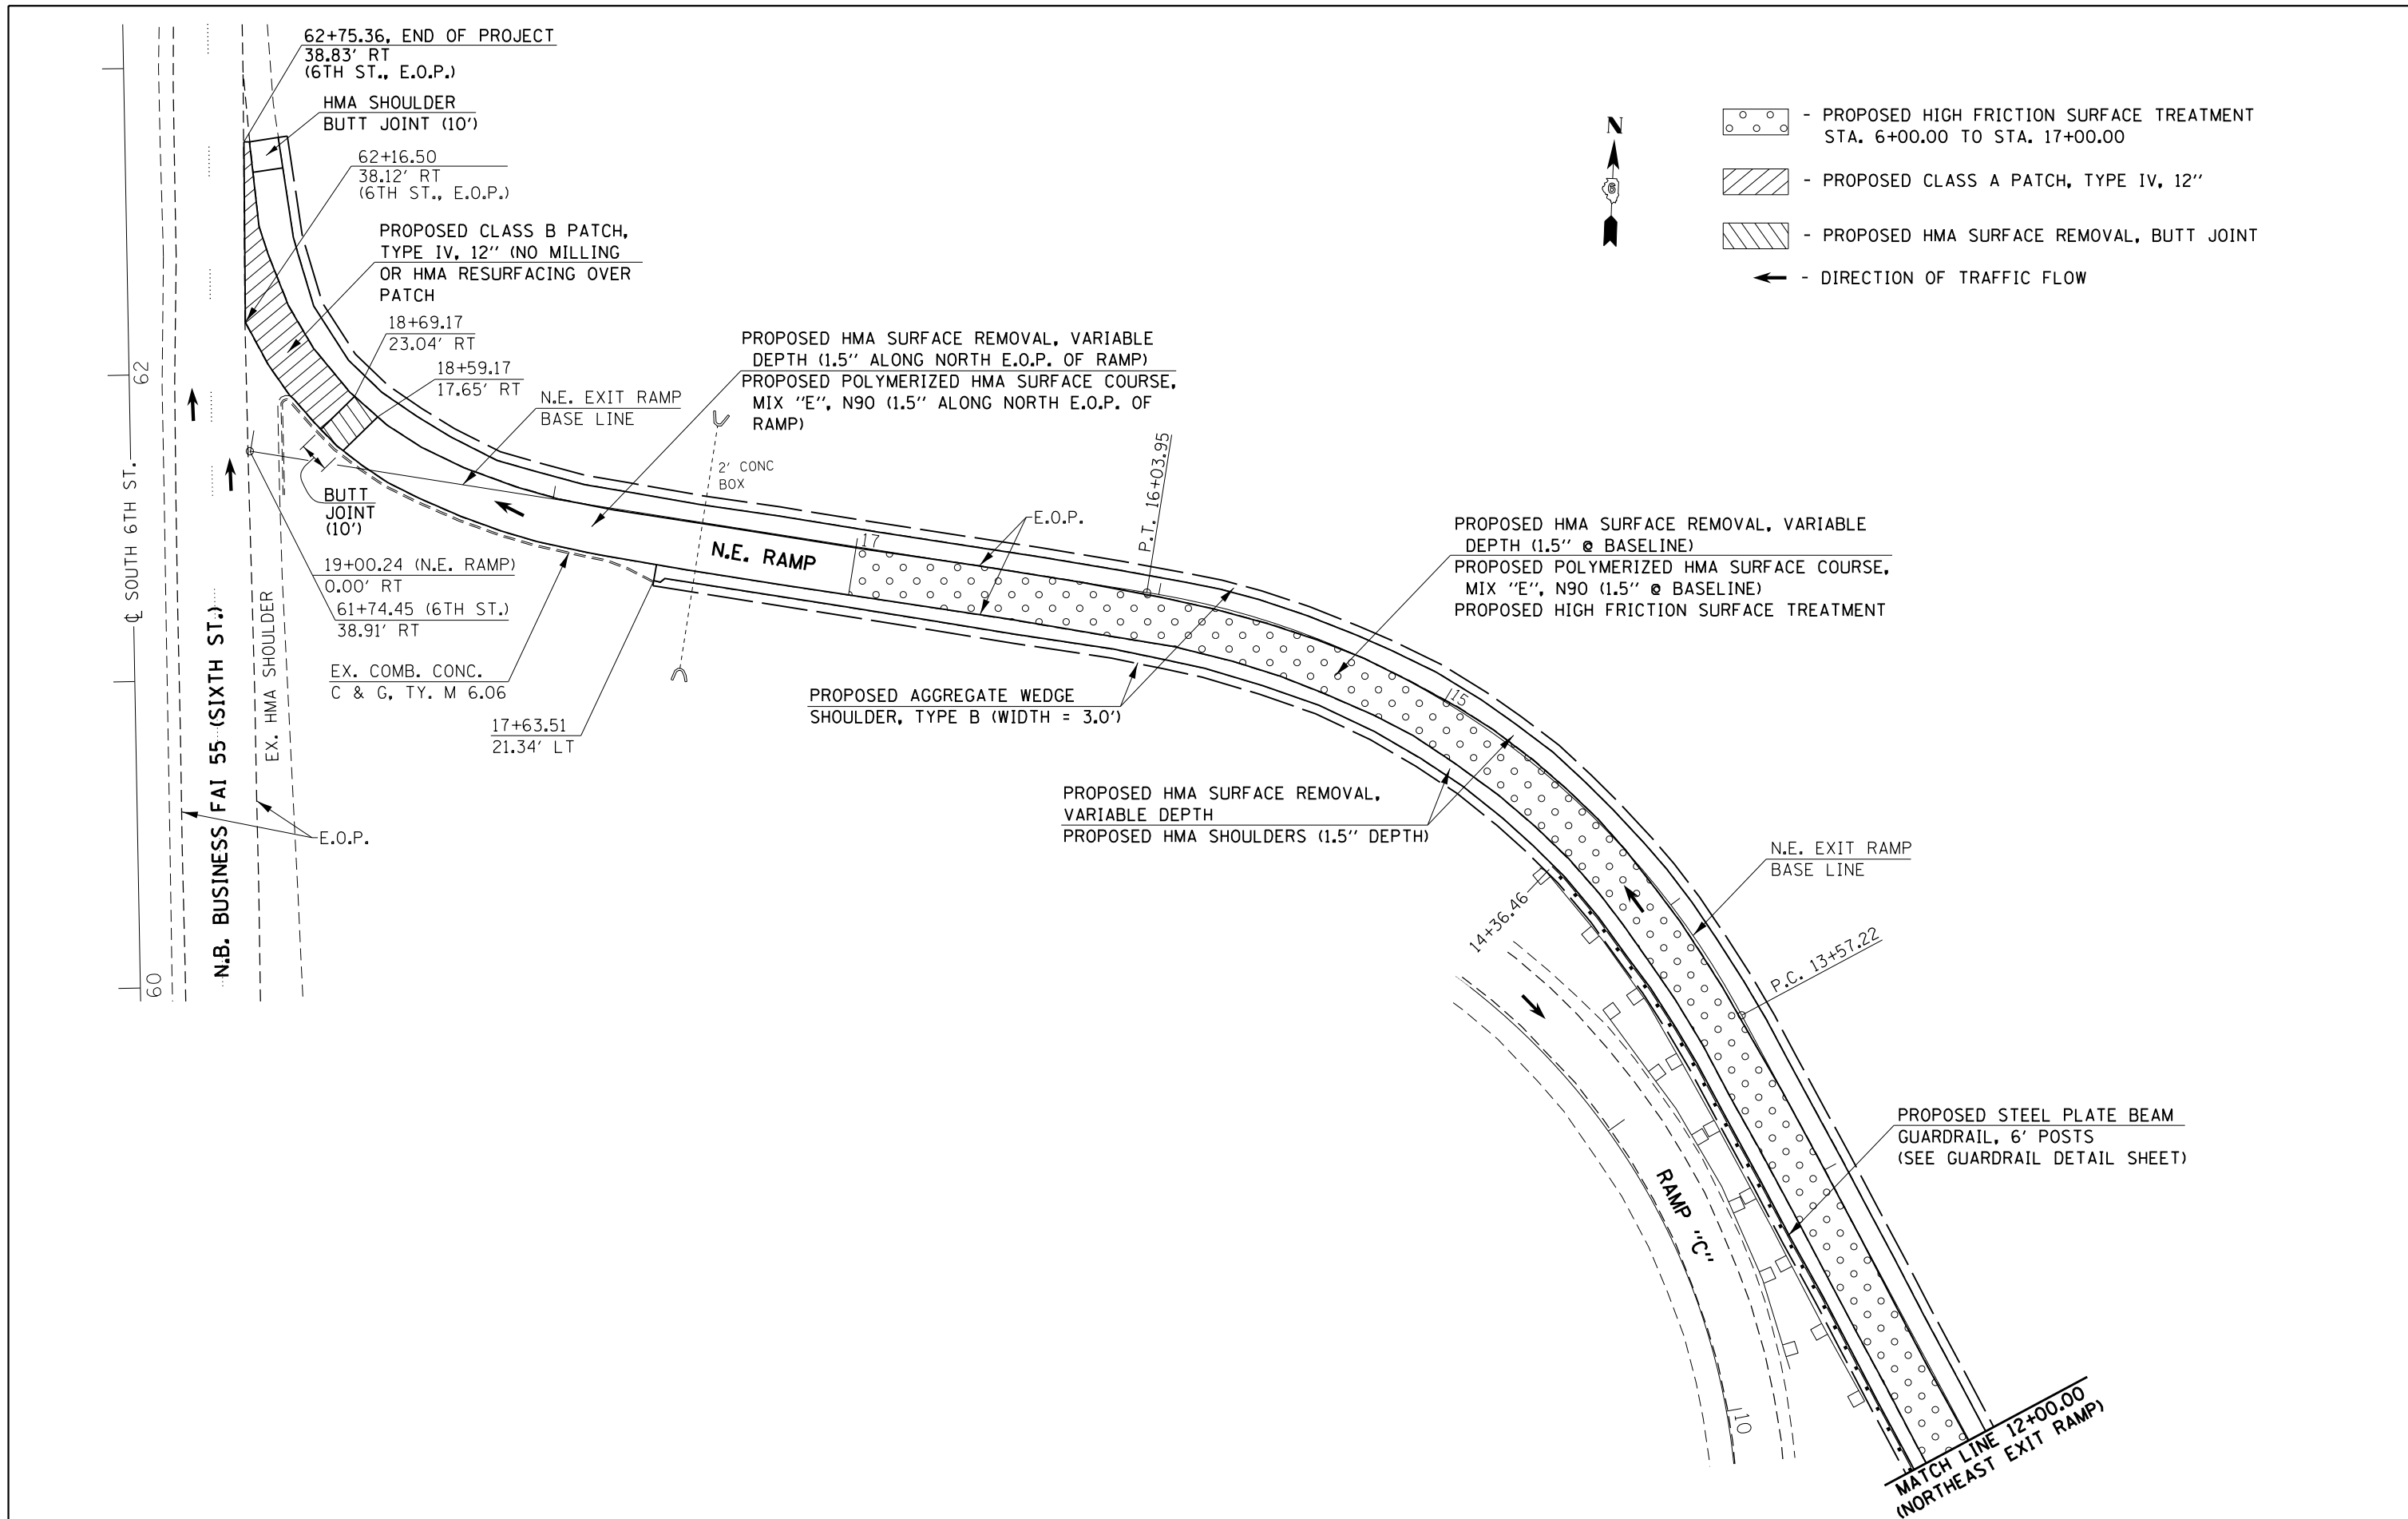 62+75.36, END OF PROJECT
38.83' RT
(6TH ST., E.O.P.)
HMA SHOULDER
BUTT JOINT (10')
62+16.50
38.12' RT
(6TH ST., E.O.P.)
PROPOSED CLASS B PATCH,
TYPE IV, 12" (NO MILLING
OR HMA RESURFACING OVER
PATCH
18+69.17
23.04' RT
18+59.17
17.65' RT
N.E. EXIT RAMP
BASE LINE
PROPOSED HMA SURFACE REMOVAL, VARIABLE
DEPTH (1.5" ALONG NORTH E.O.P. OF RAMP)
PROPOSED POLYMERIZED HMA SURFACE COURSE,
MIX "E", N90 (1.5" ALONG NORTH E.O.P. OF
RAMP)
2' CONC
BOX
P.T. 16+03.95
N
6
- PROPOSED HIGH FRICTION SURFACE TREATMENT
STA. 6+00.00 TO STA. 17+00.00
- PROPOSED CLASS A PATCH, TYPE IV, 12"
- PROPOSED HMA SURFACE REMOVAL, BUTT JOINT
- DIRECTION OF TRAFFIC FLOW
62
℄ SOUTH 6TH ST.
60
N.B. BUSINESS FAI 55 (SIXTH ST.)
EX. HMA SHOULDER
BUTT
JOINT
(10')
19+00.24 (N.E. RAMP)
0.00' RT
61+74.45 (6TH ST.)
38.91' RT
EX. COMB. CONC.
C & G, TY. M 6.06
17+63.51
21.34' LT
E.O.P.
N.E. RAMP
17
E.O.P.
PROPOSED HMA SURFACE REMOVAL, VARIABLE
DEPTH (1.5" @ BASELINE)
PROPOSED POLYMERIZED HMA SURFACE COURSE,
MIX "E", N90 (1.5" @ BASELINE)
PROPOSED HIGH FRICTION SURFACE TREATMENT
PROPOSED AGGREGATE WEDGE
SHOULDER, TYPE B (WIDTH = 3.0')
15
PROPOSED HMA SURFACE REMOVAL,
VARIABLE DEPTH
PROPOSED HMA SHOULDERS (1.5" DEPTH)
N.E. EXIT RAMP
BASE LINE
14+36.46
P.C. 13+57.22
PROPOSED STEEL PLATE BEAM
GUARDRAIL, 6' POSTS
(SEE GUARDRAIL DETAIL SHEET)
RAMP "C"
10
MATCH LINE 12+00.00
(NORTHEAST EXIT RAMP)